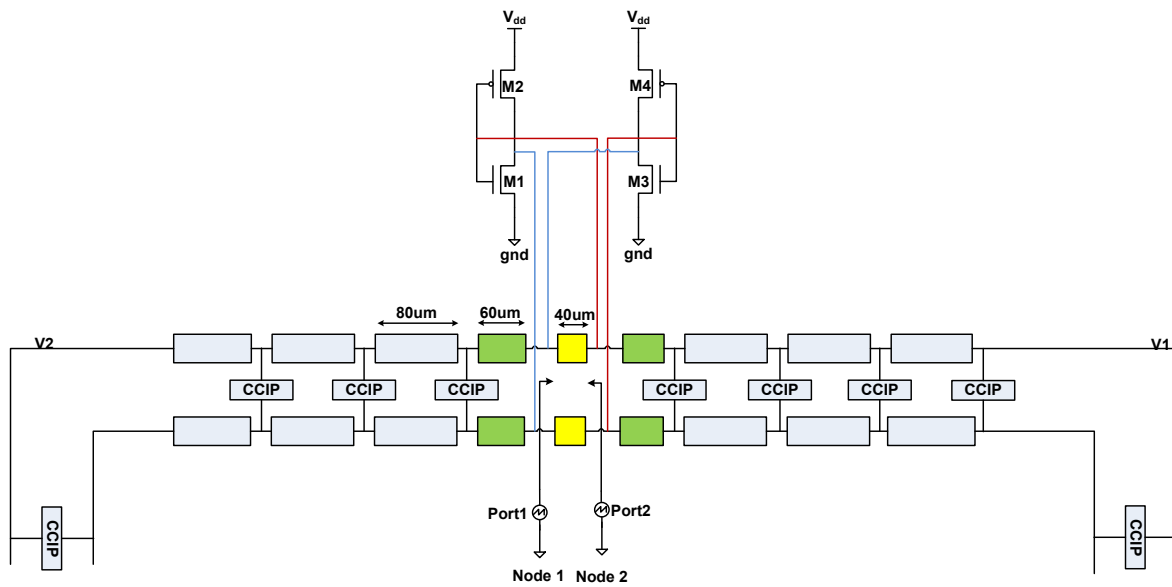 Vdd Vdd
M2 M4
M1 M3
gnd gnd
80um 60um 40um
V2 V1
CCIP CCIP CCIP CCIP CCIP CCIP CCIP
CCIP CCIP
Port1 Port2
Node 1 Node 2